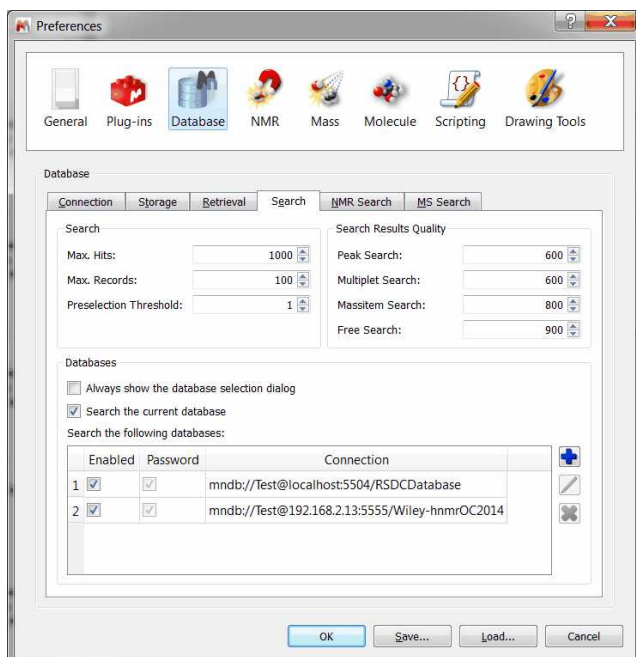 Preferences
General Plug-ins Database NMR Mass Molecule Scripting Drawing Tools
Database
Connection Storage Retrieval Search NMR Search MS Search
Search Search Results Quality
Max. Hits: 1000 Peak Search: 600
Max. Records: 100 Multiplet Search: 600
Preselection Threshold: 1 Massitem Search: 800
Free Search: 900
Databases
Always show the database selection dialog
Search the current database
Search the following databases:
Enabled Password Connection
1 mndb://Test@localhost:5504/RSDCDatabase
2 mndb://Test@192.168.2.13:5555/Wiley-hnmrOC2014
OK Save... Load... Cancel